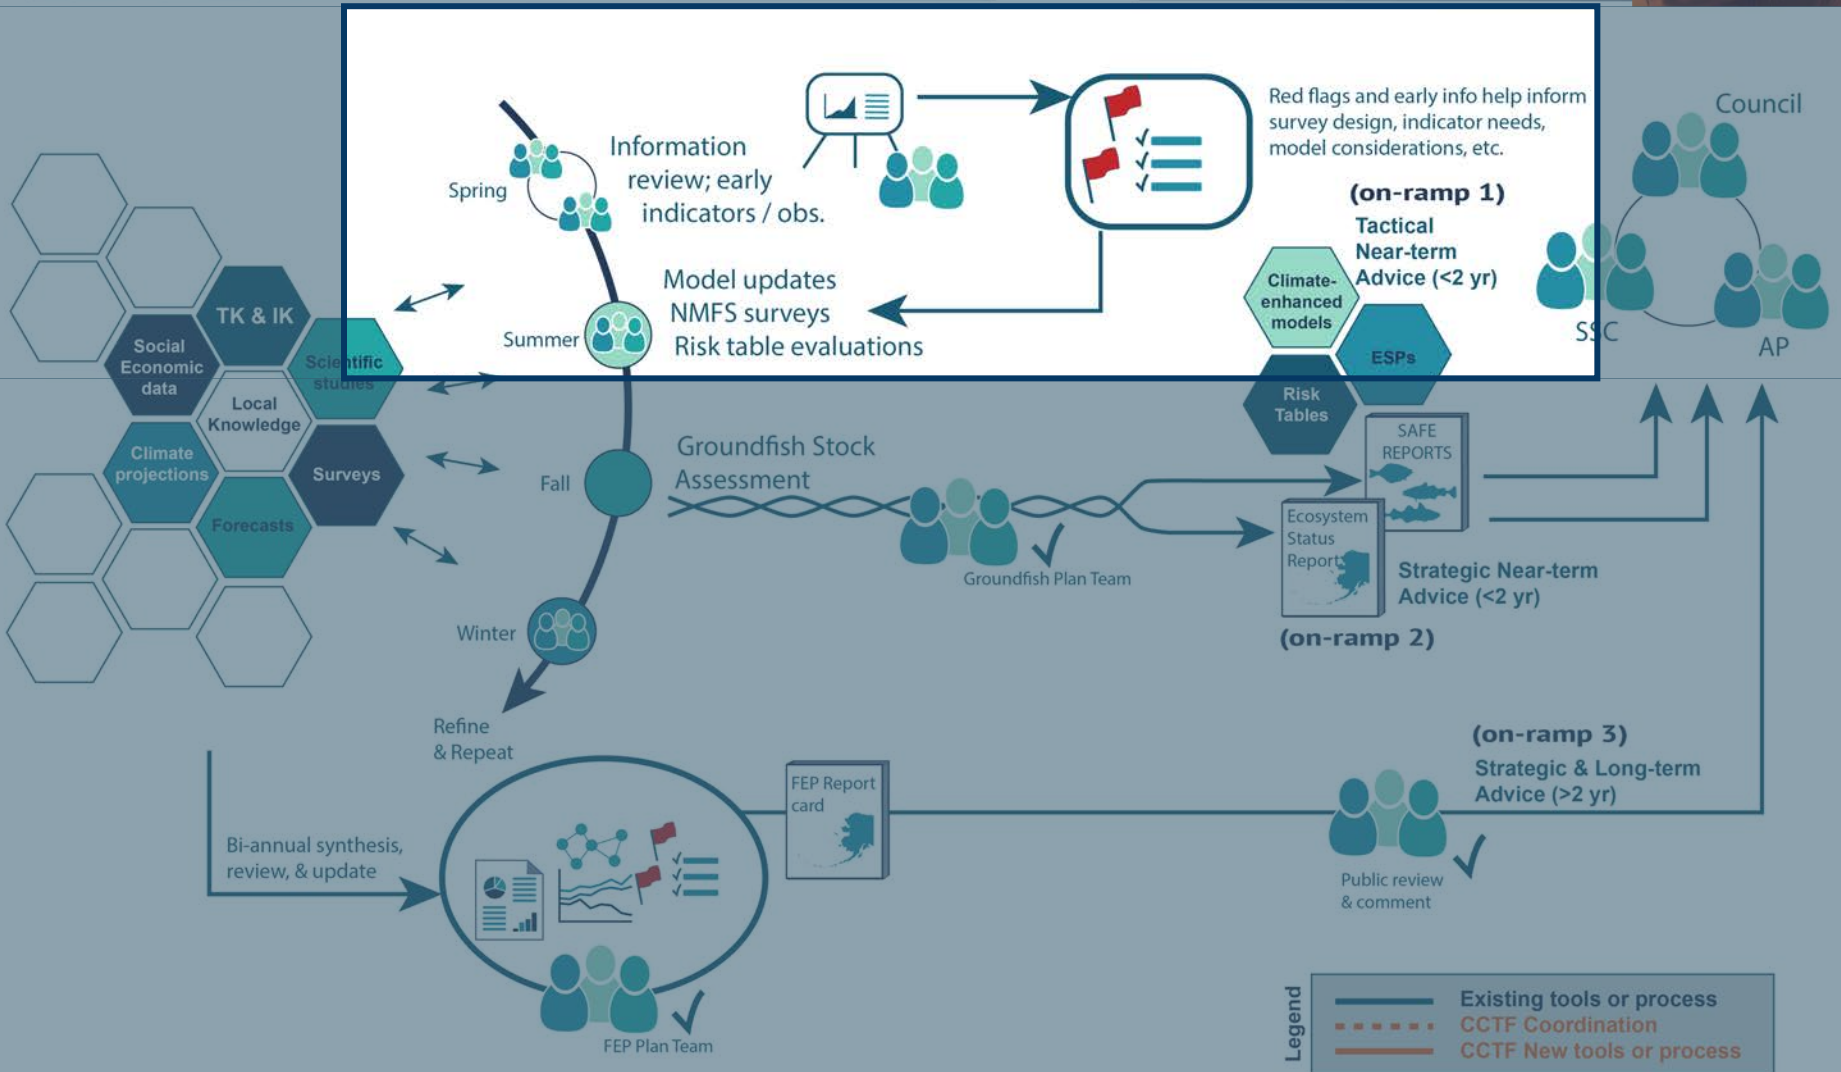 Red flags and early info help inform
survey design, indicator needs,
model considerations, etc.
Council
Information
review; early
indicators / obs.
Spring
(on-ramp 1)
Tactical
Near-term
Advice (<2 yr)
Climate-
enhanced
models
Model updates
NMFS surveys
Risk table evaluations
Summer
SSC
AP
ESPs
Risk
Tables
TK & IK
Social
Economic
data
Scientific
studies
Local
Knowledge
Climate
projections
Surveys
Forecasts
Fall
Groundfish Stock
Assessment
Groundfish Plan Team
SAFE
REPORTS
Ecosystem
Status
Report
Strategic Near-term
Advice (<2 yr)
(on-ramp 2)
Winter
Refine
& Repeat
(on-ramp 3)
Strategic & Long-term
Advice (>2 yr)
FEP Report
card
Bi-annual synthesis,
review, & update
Public review
& comment
FEP Plan Team
Legend
Existing tools or process
CCTF Coordination
CCTF New tools or process